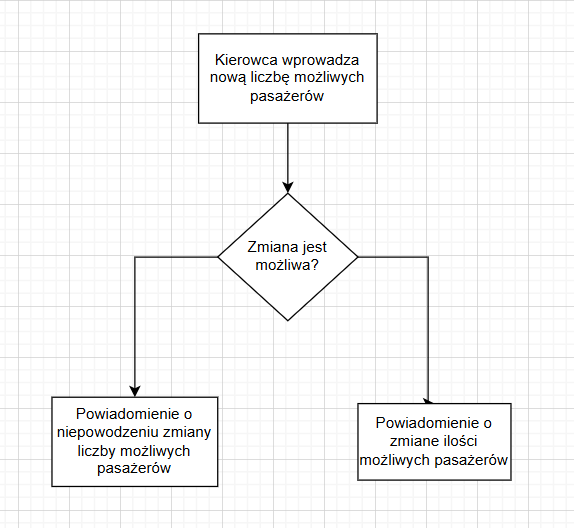 Kierowca wprowadza
nową liczbę możliwych
pasażerów
Zmiana jest
możliwa?
Powiadomienie o
niepowodzeniu zmiany
liczby możliwych
pasażerów
Powiadomienie o
zmiane ilości
możliwych pasażerów